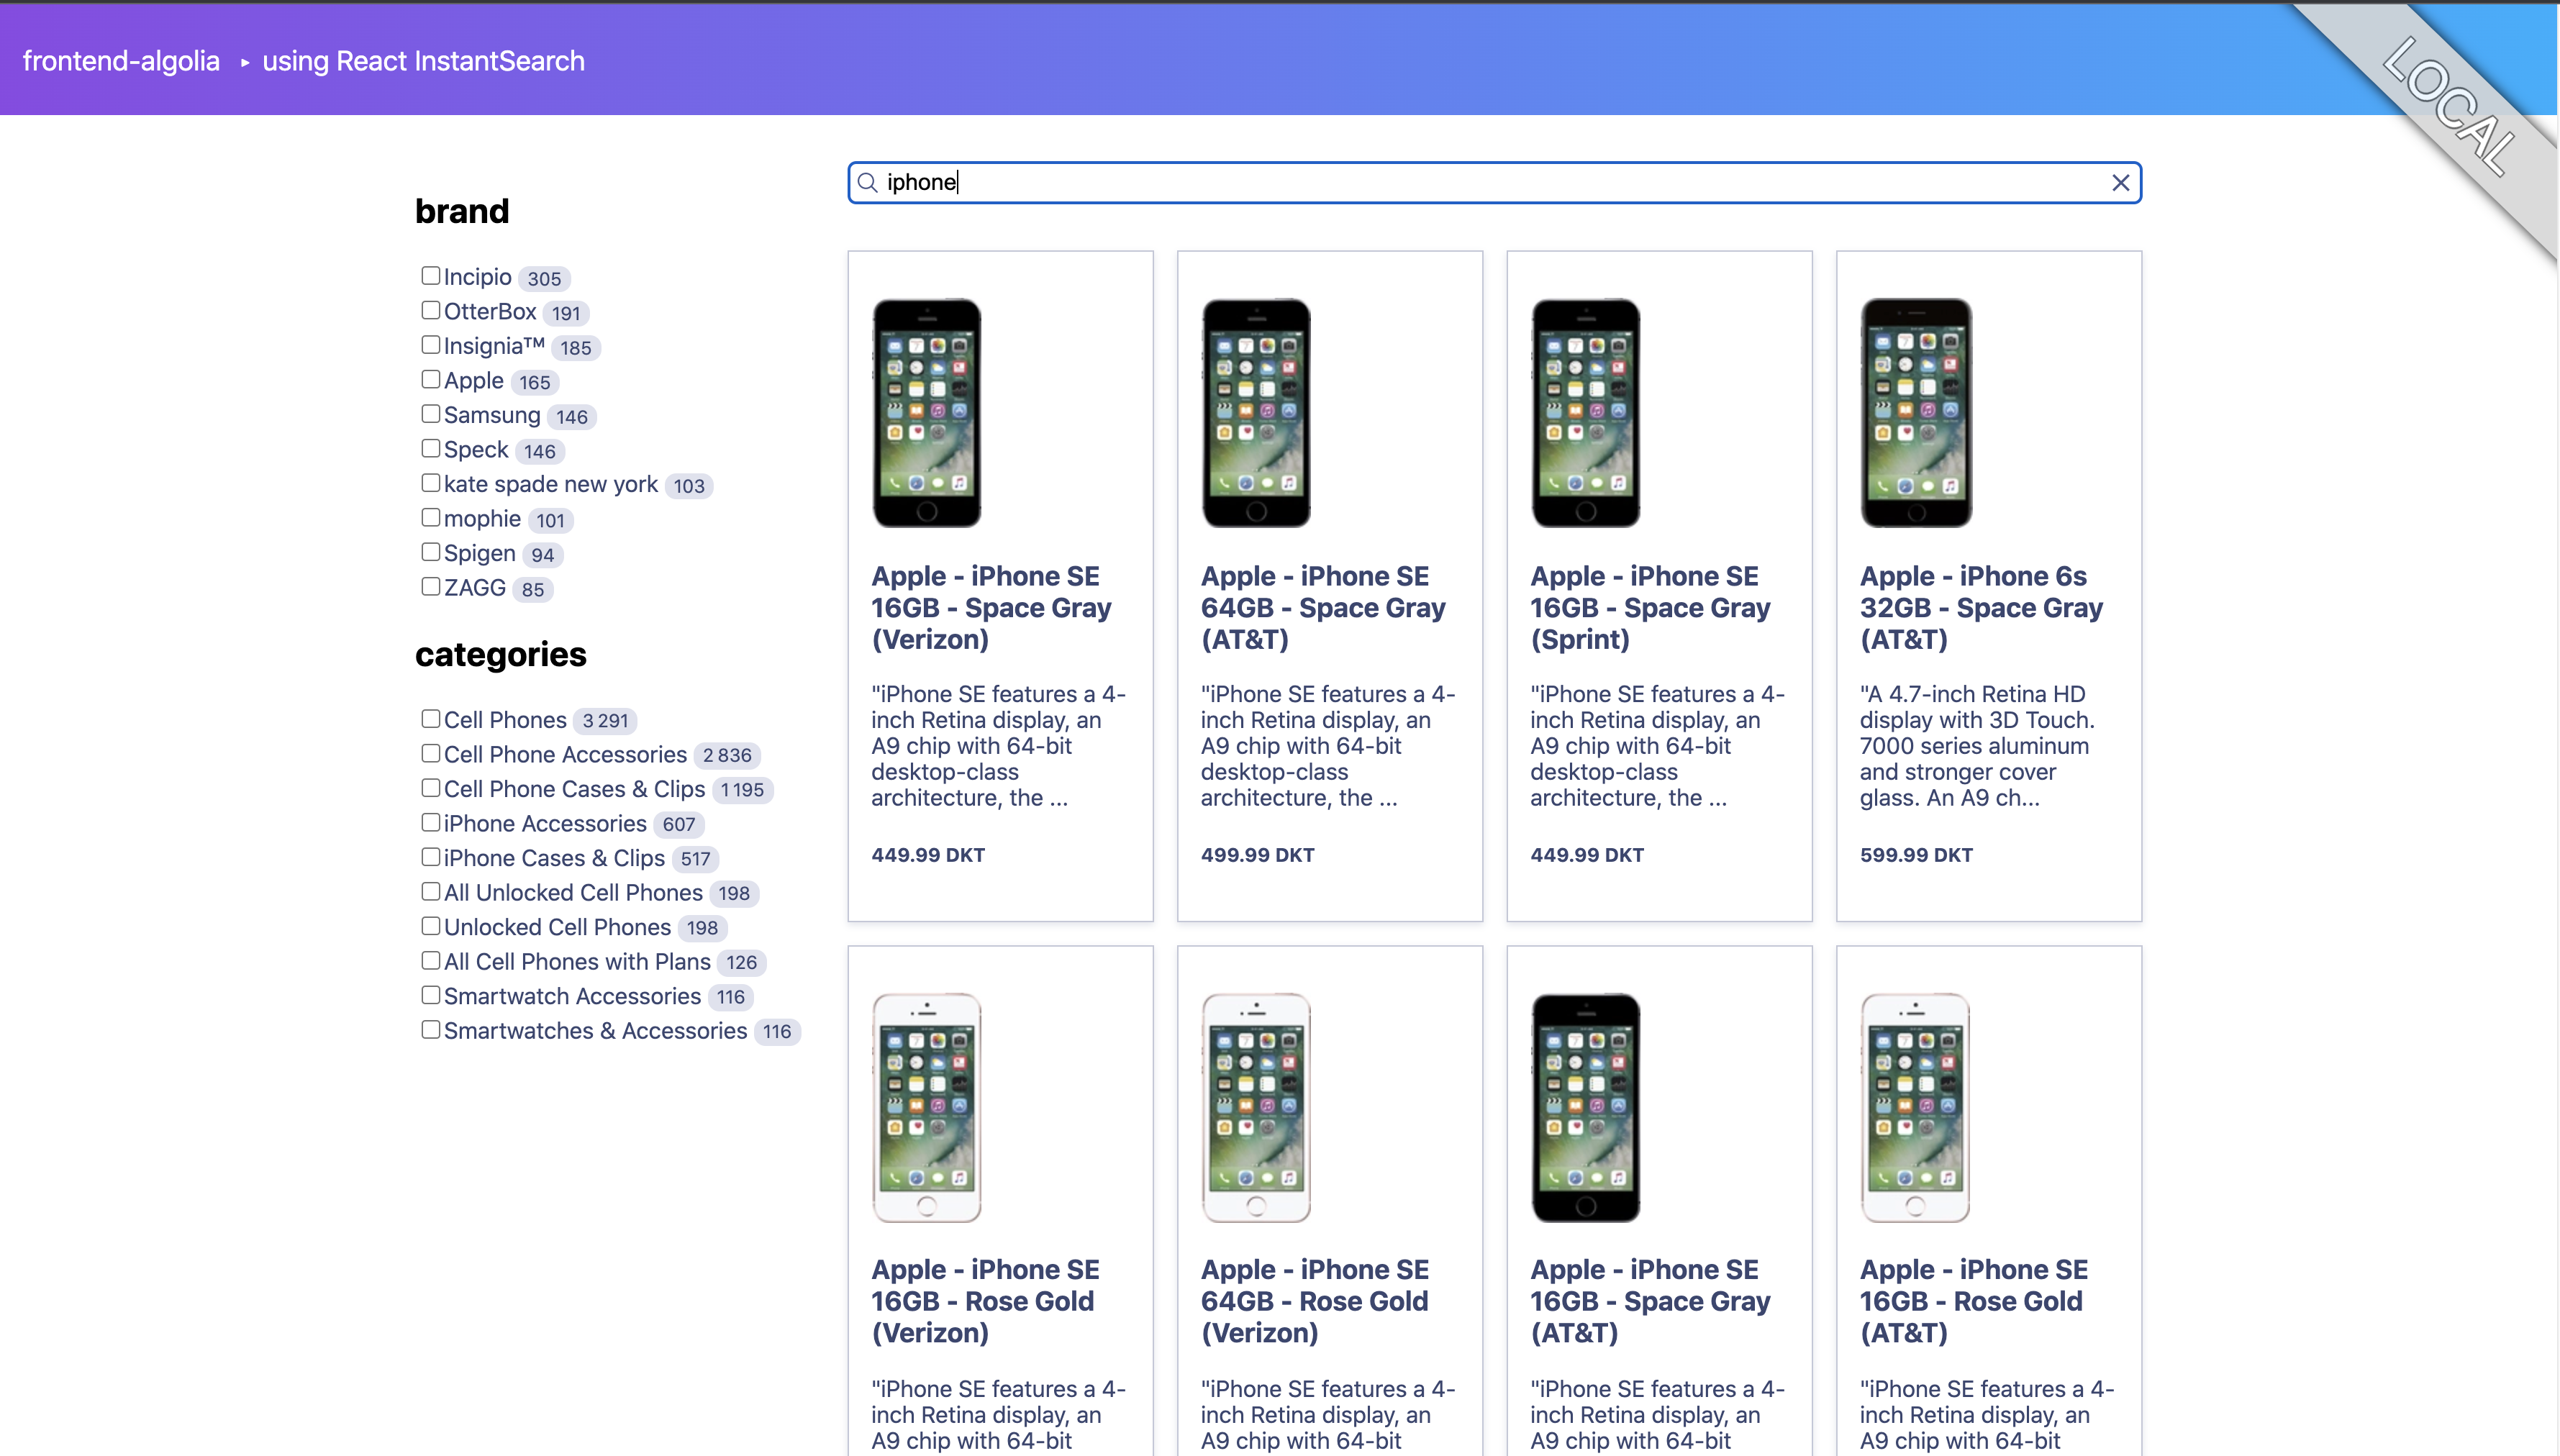 frontend-algolia ▸ using React InstantSearch
LOCAL
iphone
brand
Incipio 305
OtterBox 191
Insignia™ 185
Apple 165
Samsung 146
Speck 146
kate spade new york 103
mophie 101
Spigen 94
ZAGG 85
categories
Cell Phones 3 291
Cell Phone Accessories 2 836
Cell Phone Cases & Clips 1 195
iPhone Accessories 607
iPhone Cases & Clips 517
All Unlocked Cell Phones 198
Unlocked Cell Phones 198
All Cell Phones with Plans 126
Smartwatch Accessories 116
Smartwatches & Accessories 116
Apple - iPhone SE
16GB - Space Gray
(Verizon)
"iPhone SE features a 4-
inch Retina display, an
A9 chip with 64-bit
desktop-class
architecture, the ...
449.99 DKT
Apple - iPhone SE
64GB - Space Gray
(AT&T)
"iPhone SE features a 4-
inch Retina display, an
A9 chip with 64-bit
desktop-class
architecture, the ...
499.99 DKT
Apple - iPhone SE
16GB - Space Gray
(Sprint)
"iPhone SE features a 4-
inch Retina display, an
A9 chip with 64-bit
desktop-class
architecture, the ...
449.99 DKT
Apple - iPhone 6s
32GB - Space Gray
(AT&T)
"A 4.7-inch Retina HD
display with 3D Touch.
7000 series aluminum
and stronger cover
glass. An A9 ch...
599.99 DKT
Apple - iPhone SE
16GB - Rose Gold
(Verizon)
"iPhone SE features a 4-
inch Retina display, an
A9 chip with 64-bit
Apple - iPhone SE
64GB - Rose Gold
(Verizon)
"iPhone SE features a 4-
inch Retina display, an
A9 chip with 64-bit
Apple - iPhone SE
16GB - Space Gray
(AT&T)
"iPhone SE features a 4-
inch Retina display, an
A9 chip with 64-bit
Apple - iPhone SE
16GB - Rose Gold
(AT&T)
"iPhone SE features a 4-
inch Retina display, an
A9 chip with 64-bit